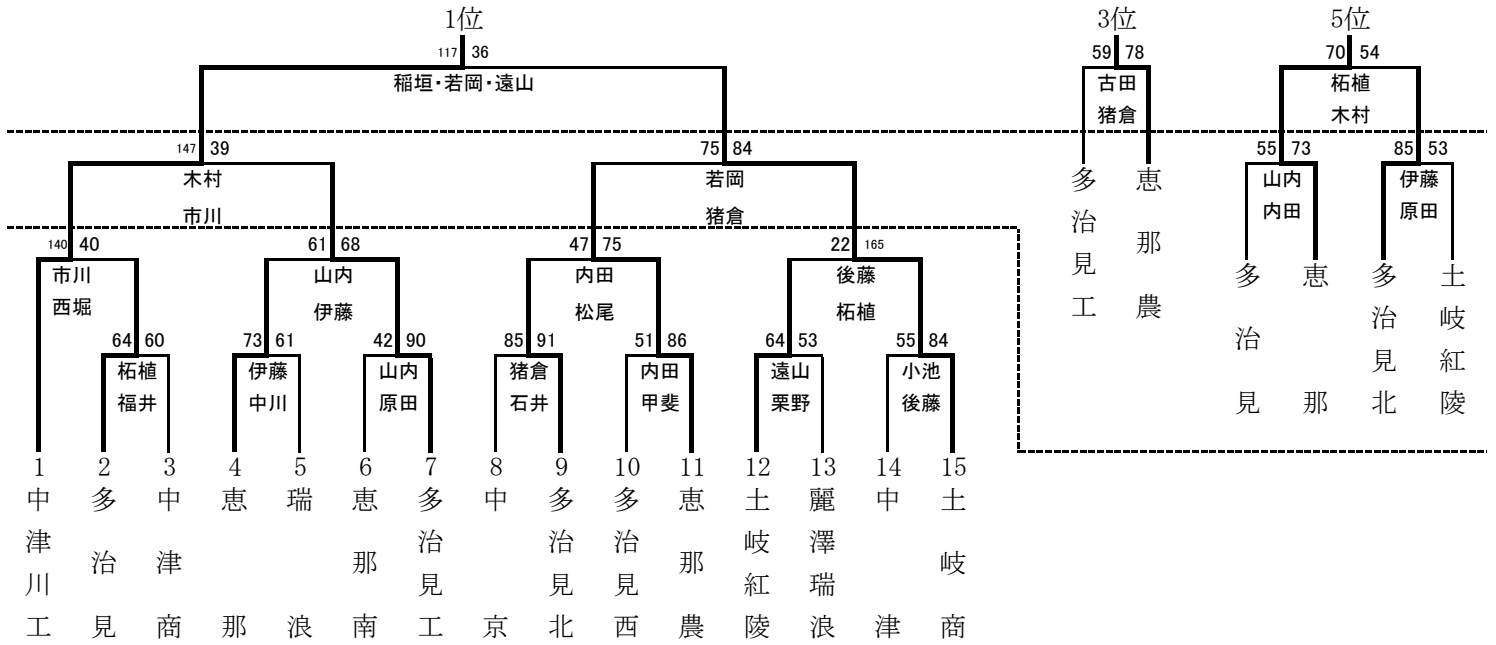 1位 3位 5位
117 36 59 78 70 54
稲垣・若岡・遠山 古田 柘植
猪倉 木村
147 39 75 84 55 73 85 53
木村 若岡 山内 伊藤
市川 猪倉 内田 原田
多治見工 恵那農
140 40 61 68 47 75 22 165
市川 山内 内田 後藤
西堀 伊藤 松尾 柘植
多治見 恵那 多治見北 土岐紅陵
64 60 73 61 42 90 85 91 51 86 64 53 55 84
柘植 伊藤 山内 猪倉 内田 遠山 小池
福井 中川 原田 石井 甲斐 栗野 後藤
1 2 3 4 5 6 7 8 9 10 11 12 13 14 15
中津川工
多治見
中津商
恵那
瑞浪
恵那南
多治見工
中京
多治見北
多治見西
恵那農
土岐紅陵
麗澤瑞浪
中津
土岐商